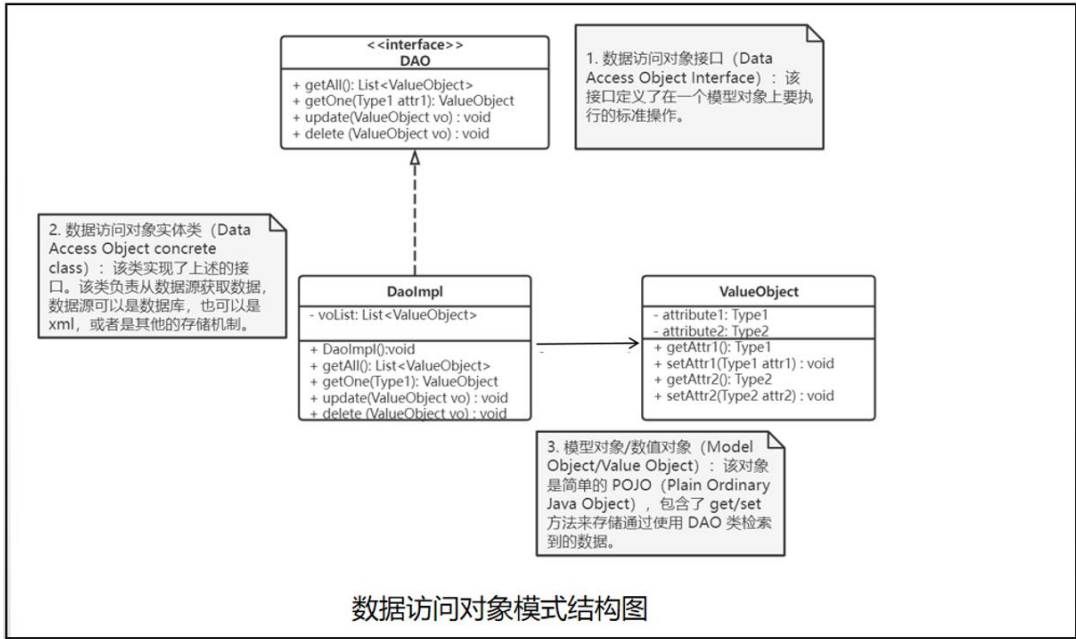 <<interface>>
DAO
+ getAll(): List<ValueObject>
+ getOne(Type1 attr1): ValueObject
+ update(ValueObject vo) : void
+ delete (ValueObject vo) : void
1. 数据访问对象接口（Data
Access Object Interface）：该
接口定义了在一个模型对象上要执
行的标准操作。
2. 数据访问对象实体类（Data
Access Object concrete
class）：该类实现了上述的接
口。该类负责从数据源获取数据，
数据源可以是数据库，也可以是
xml，或者是其他的存储机制。
DaoImpl
- voList: List<ValueObject>
+ DaoImpl():void
+ getAll(): List<ValueObject>
+ getOne(Type1): ValueObject
+ update(ValueObject vo) : void
+ delete (ValueObject vo) : void
ValueObject
- attribute1: Type1
- attribute2: Type2
+ getAttr1(): Type1
+ setAttr1(Type1 attr1) : void
+ getAttr2(): Type2
+ setAttr2(Type2 attr2) : void
3. 模型对象/数值对象（Model
Object/Value Object）：该对象
是简单的 POJO（Plain Ordinary
Java Object），包含了 get/set
方法来存储通过使用 DAO 类检索
到的数据。
数据访问对象模式结构图